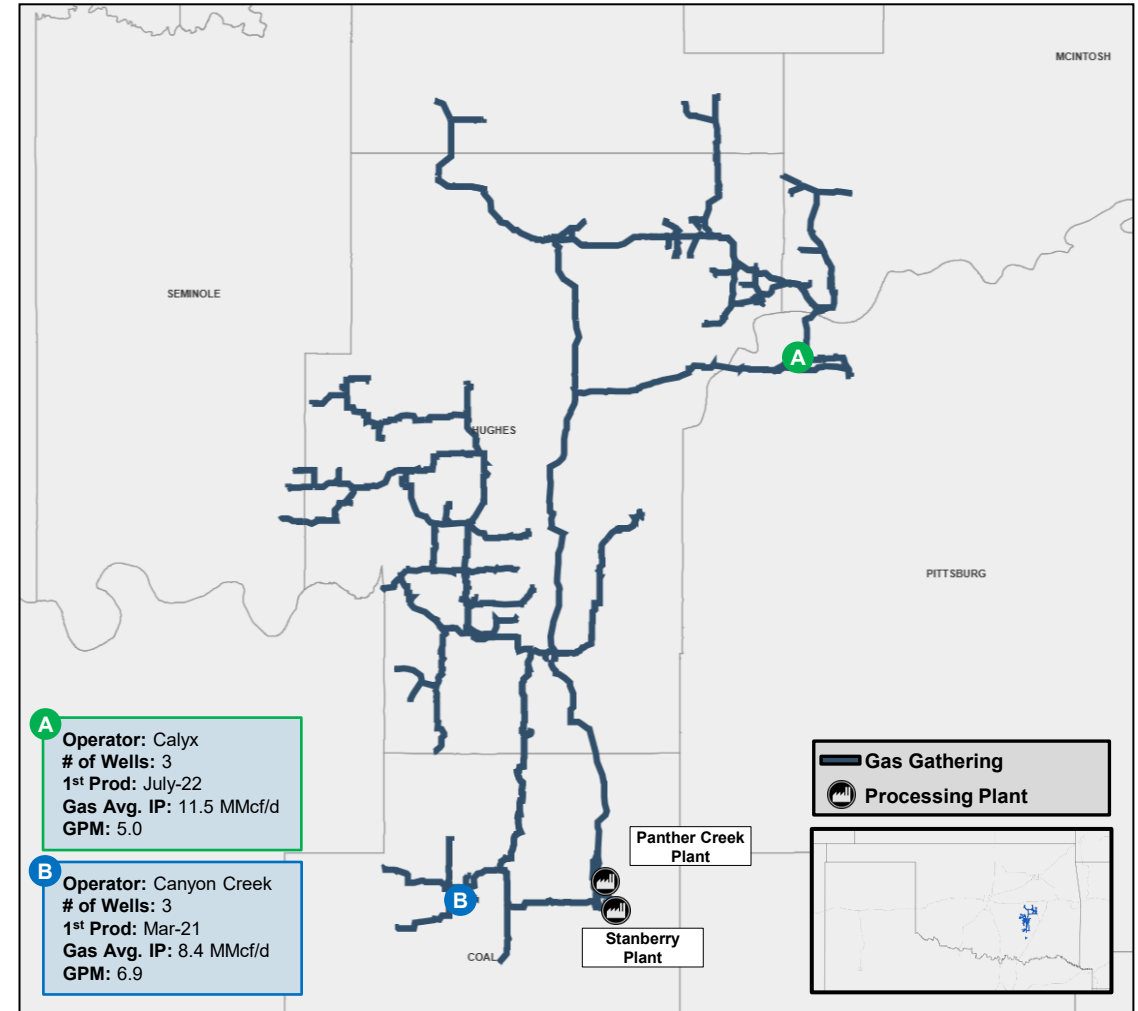 MCINTOSH
SEMINOLE
A
HUGHES
PITTSBURG
A
Operator: Calyx
# of Wells: 3
1st Prod: July-22
Gas Avg. IP: 11.5 MMcf/d
GPM: 5.0
Gas Gathering
Processing Plant
Panther Creek
Plant
B
Operator: Canyon Creek
# of Wells: 3
1st Prod: Mar-21
Gas Avg. IP: 8.4 MMcf/d
GPM: 6.9
B
COAL
Stanberry
Plant